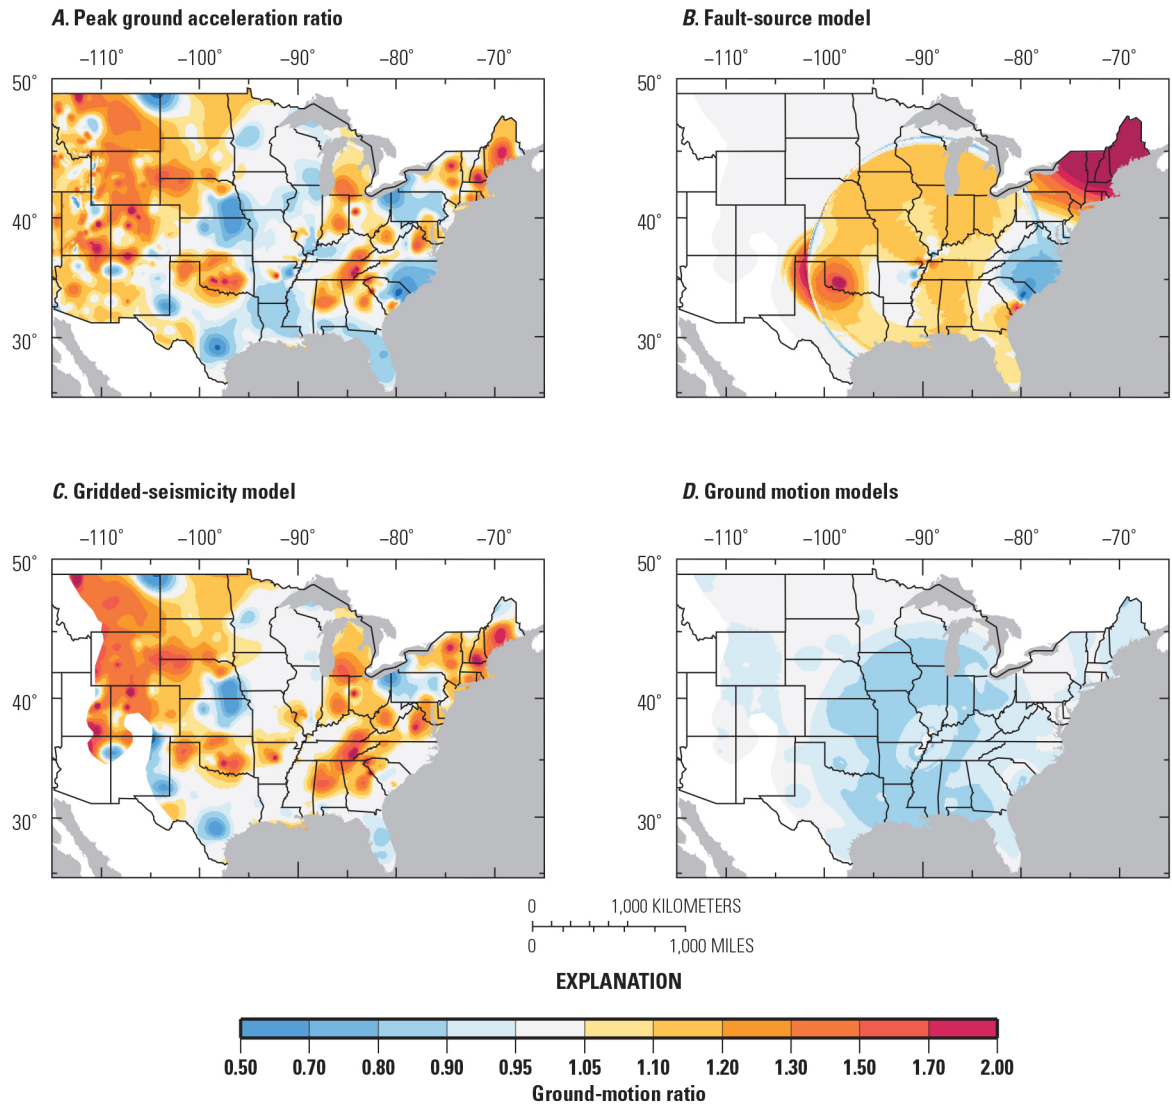 A. Peak ground acceleration ratio
−110° −100° −90° −80° −70°
50°
40°
30°
B. Fault-source model
−110° −100° −90° −80° −70°
50°
40°
30°
C. Gridded-seismicity model
−110° −100° −90° −80° −70°
50°
40°
30°
D. Ground motion models
−110° −100° −90° −80° −70°
50°
40°
30°
0 1,000 KILOMETERS
0 1,000 MILES
EXPLANATION
0.50 0.70 0.80 0.90 0.95 1.05 1.10 1.20 1.30 1.50 1.70 2.00
Ground-motion ratio